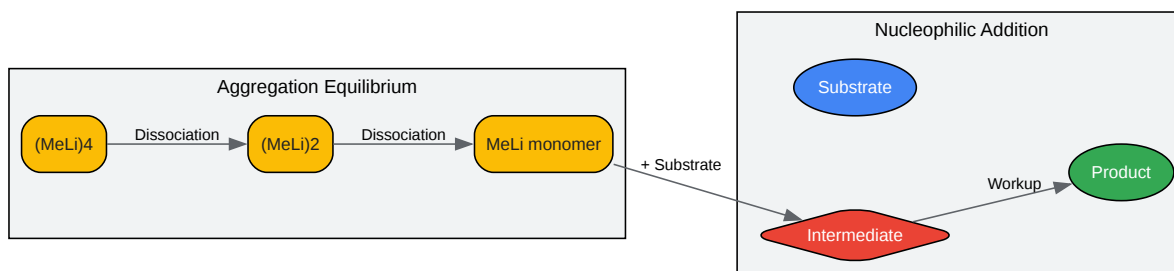 Aggregation Equilibrium
(MeLi)4
Dissociation
(MeLi)2
Dissociation
MeLi monomer
+ Substrate
Nucleophilic Addition
Substrate
Intermediate
Workup
Product